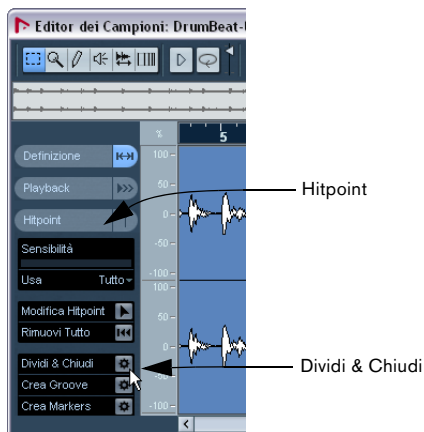 Editor dei Campioni: DrumBeat-
%
5
Definizione
100
Playback
50
Hitpoint
0
Hitpoint
Sensibilità
-50
Usa Tutto
-100
100
Modifica Hitpoint
50
Rimuovi Tutto
0
Dividi & Chiudi
Dividi & Chiudi
-50
Crea Groove
Crea Markers
-100